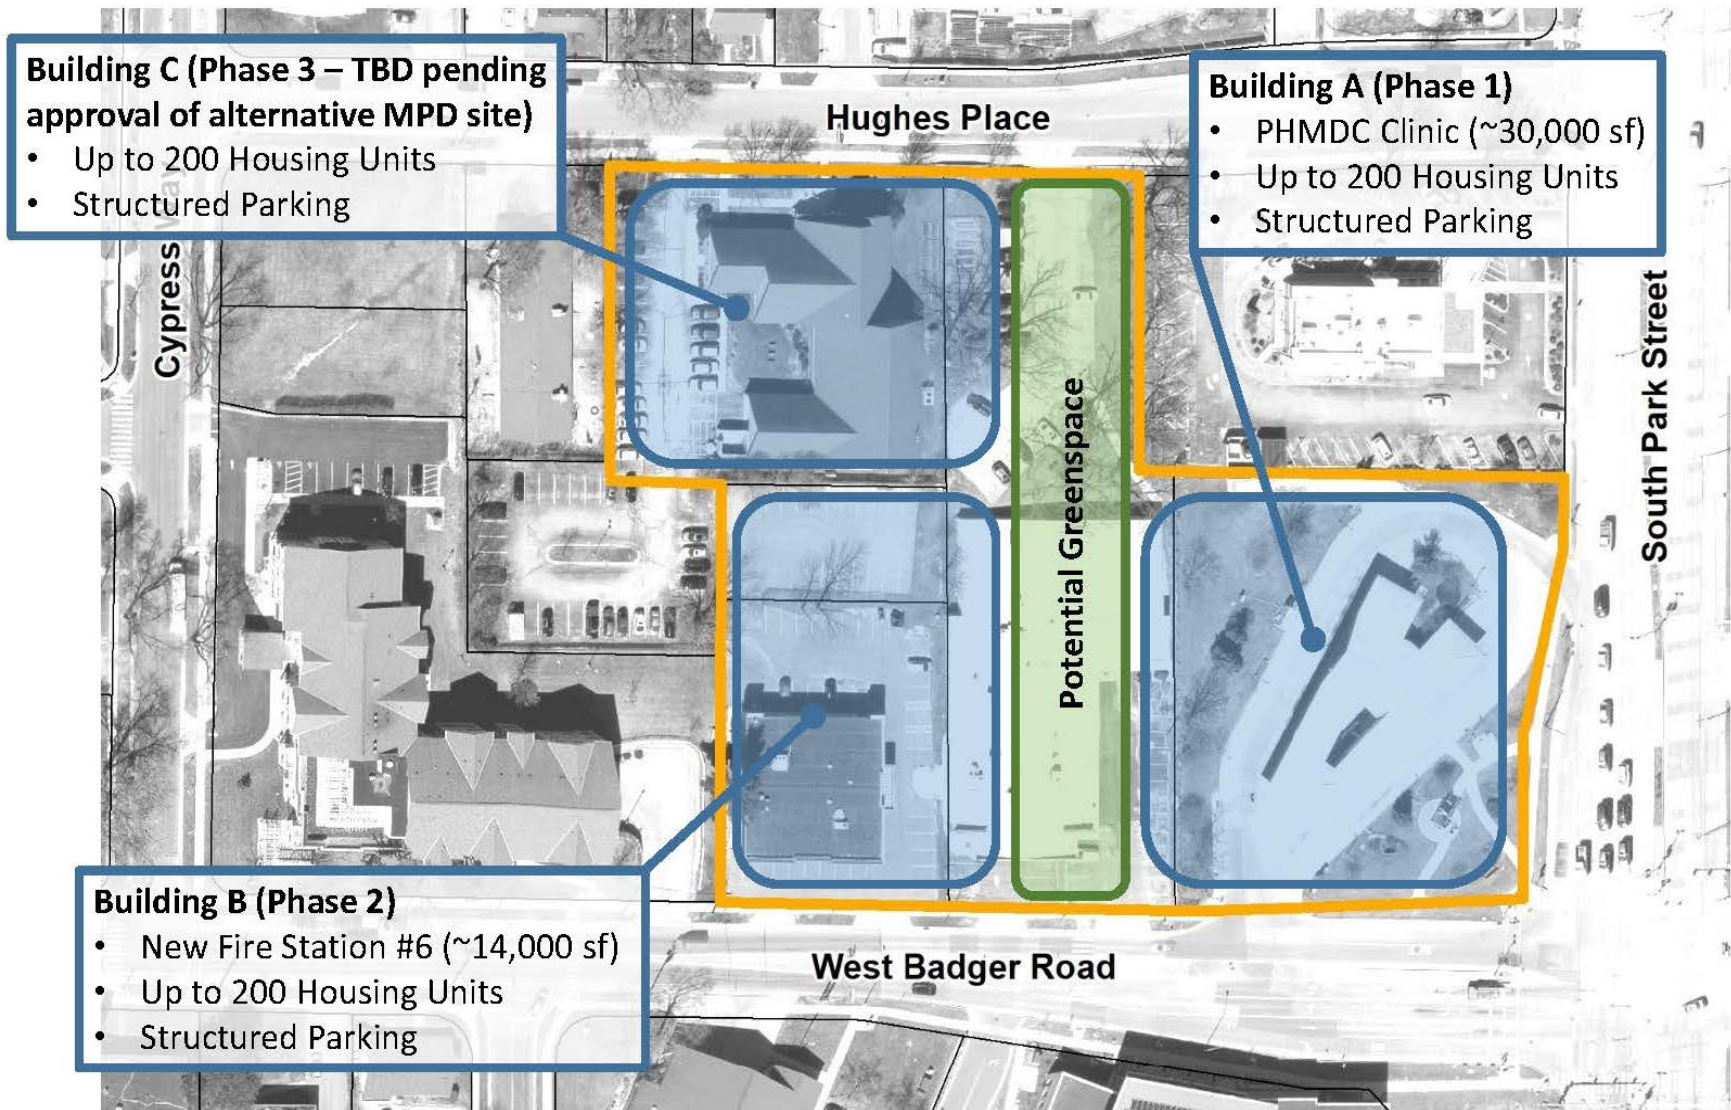 Building C (Phase 3 – TBD pending
approval of alternative MPD site)
• Up to 200 Housing Units
• Structured Parking
Hughes Place
Building A (Phase 1)
• PHMDC Clinic (~30,000 sf)
• Up to 200 Housing Units
• Structured Parking
Cypress Way
South Park Street
Potential Greenspace
Building B (Phase 2)
• New Fire Station #6 (~14,000 sf)
• Up to 200 Housing Units
• Structured Parking
West Badger Road